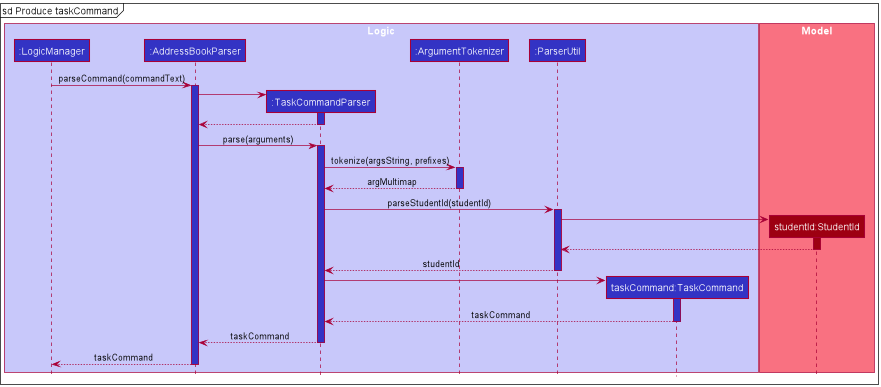 sd Produce taskCommand
Logic
Model
:LogicManager
:AddressBookParser
:ArgumentTokenizer
:ParserUtil
parseCommand(commandText)
:TaskCommandParser
parse(arguments)
tokenize(argsString, prefixes)
argMultimap
parseStudentId(studentId)
studentId:StudentId
studentId
taskCommand:TaskCommand
taskCommand
taskCommand
taskCommand